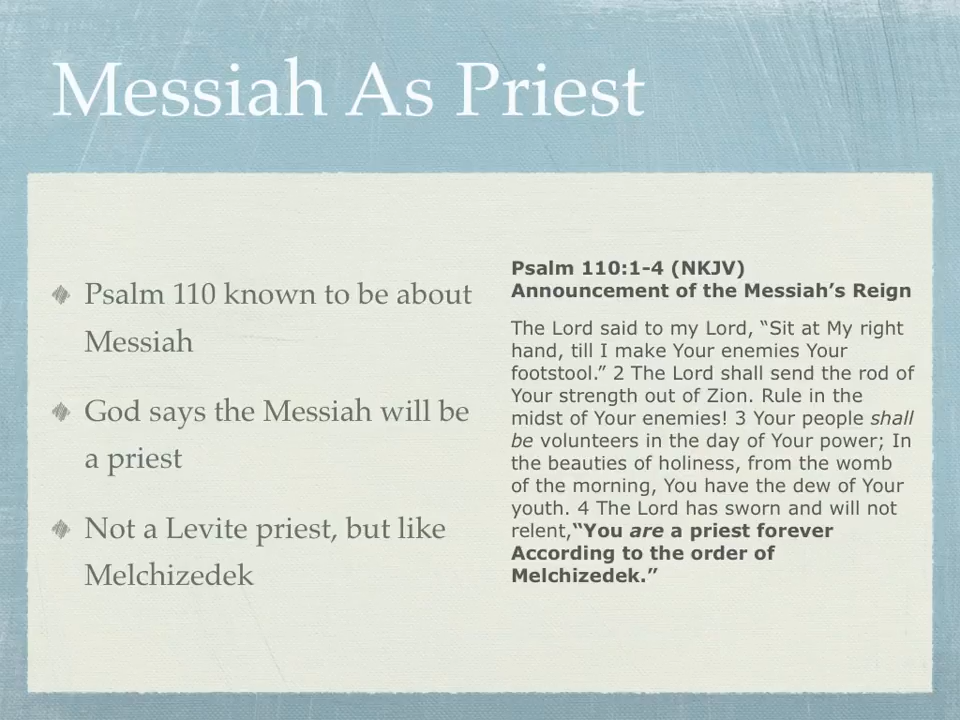 Messiah As Priest
Psalm 110 known to be about
Messiah
God says the Messiah will be
a priest
Not a Levite priest, but like
Melchizedek
Psalm 110:1-4 (NKJV)
Announcement of the Messiah’s Reign
The Lord said to my Lord, “Sit at My right
hand, till I make Your enemies Your
footstool.” 2 The Lord shall send the rod of
Your strength out of Zion. Rule in the
midst of Your enemies! 3 Your people shall
be volunteers in the day of Your power; In
the beauties of holiness, from the womb
of the morning, You have the dew of Your
youth. 4 The Lord has sworn and will not
relent,“You are a priest forever
According to the order of
Melchizedek.”